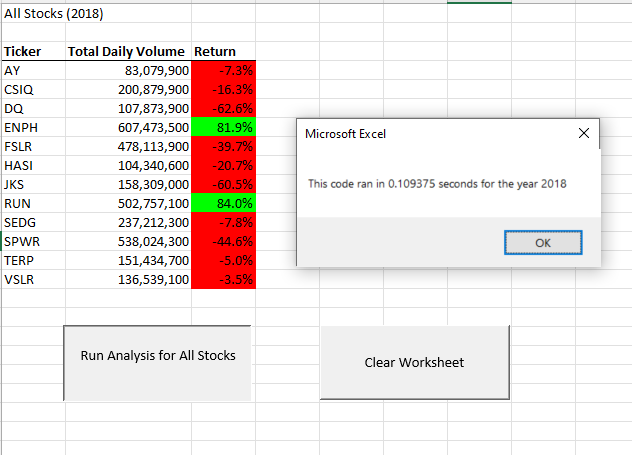 All Stocks (2018)
Ticker Total Daily Volume Return
AY 83,079,900 -7.3%
CSIQ 200,879,900 -16.3%
DQ 107,873,900 -62.6%
ENPH 607,473,500 81.9%
FSLR 478,113,900 -39.7%
HASI 104,340,600 -20.7%
JKS 158,309,000 -60.5%
RUN 502,757,100 84.0%
SEDG 237,212,300 -7.8%
SPWR 538,024,300 -44.6%
TERP 151,434,700 -5.0%
VSLR 136,539,100 -3.5%
Microsoft Excel
This code ran in 0.109375 seconds for the year 2018
OK
Run Analysis for All Stocks
Clear Worksheet